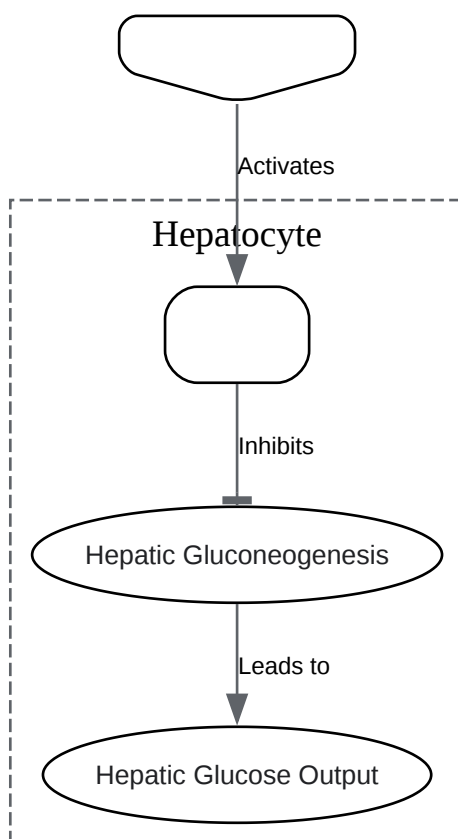 Activates
Hepatocyte
Inhibits
Hepatic Gluconeogenesis
Leads to
Hepatic Glucose Output